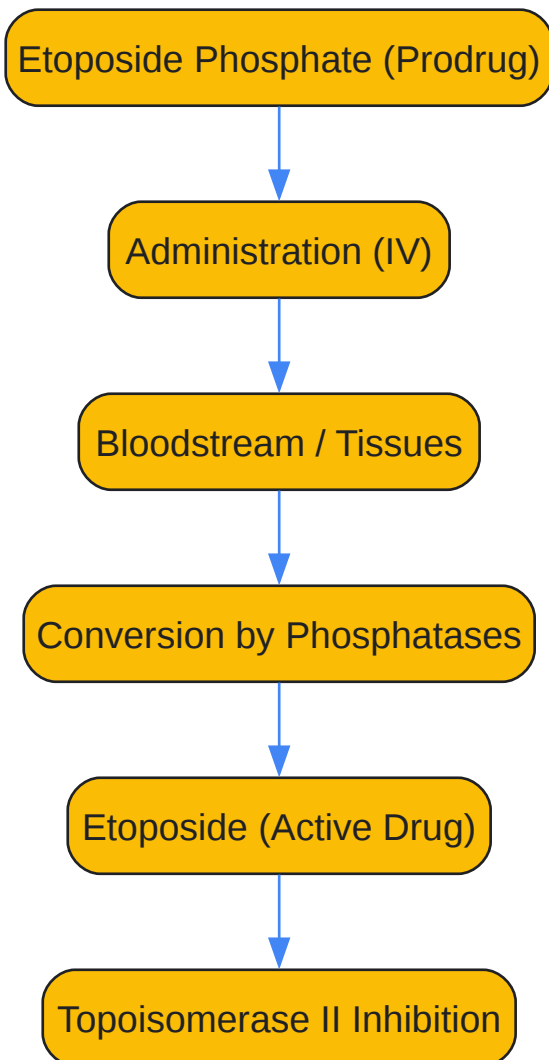 Etoposide Phosphate (Prodrug)
Administration (IV)
Bloodstream / Tissues
Conversion by Phosphatases
Etoposide (Active Drug)
Topoisomerase II Inhibition